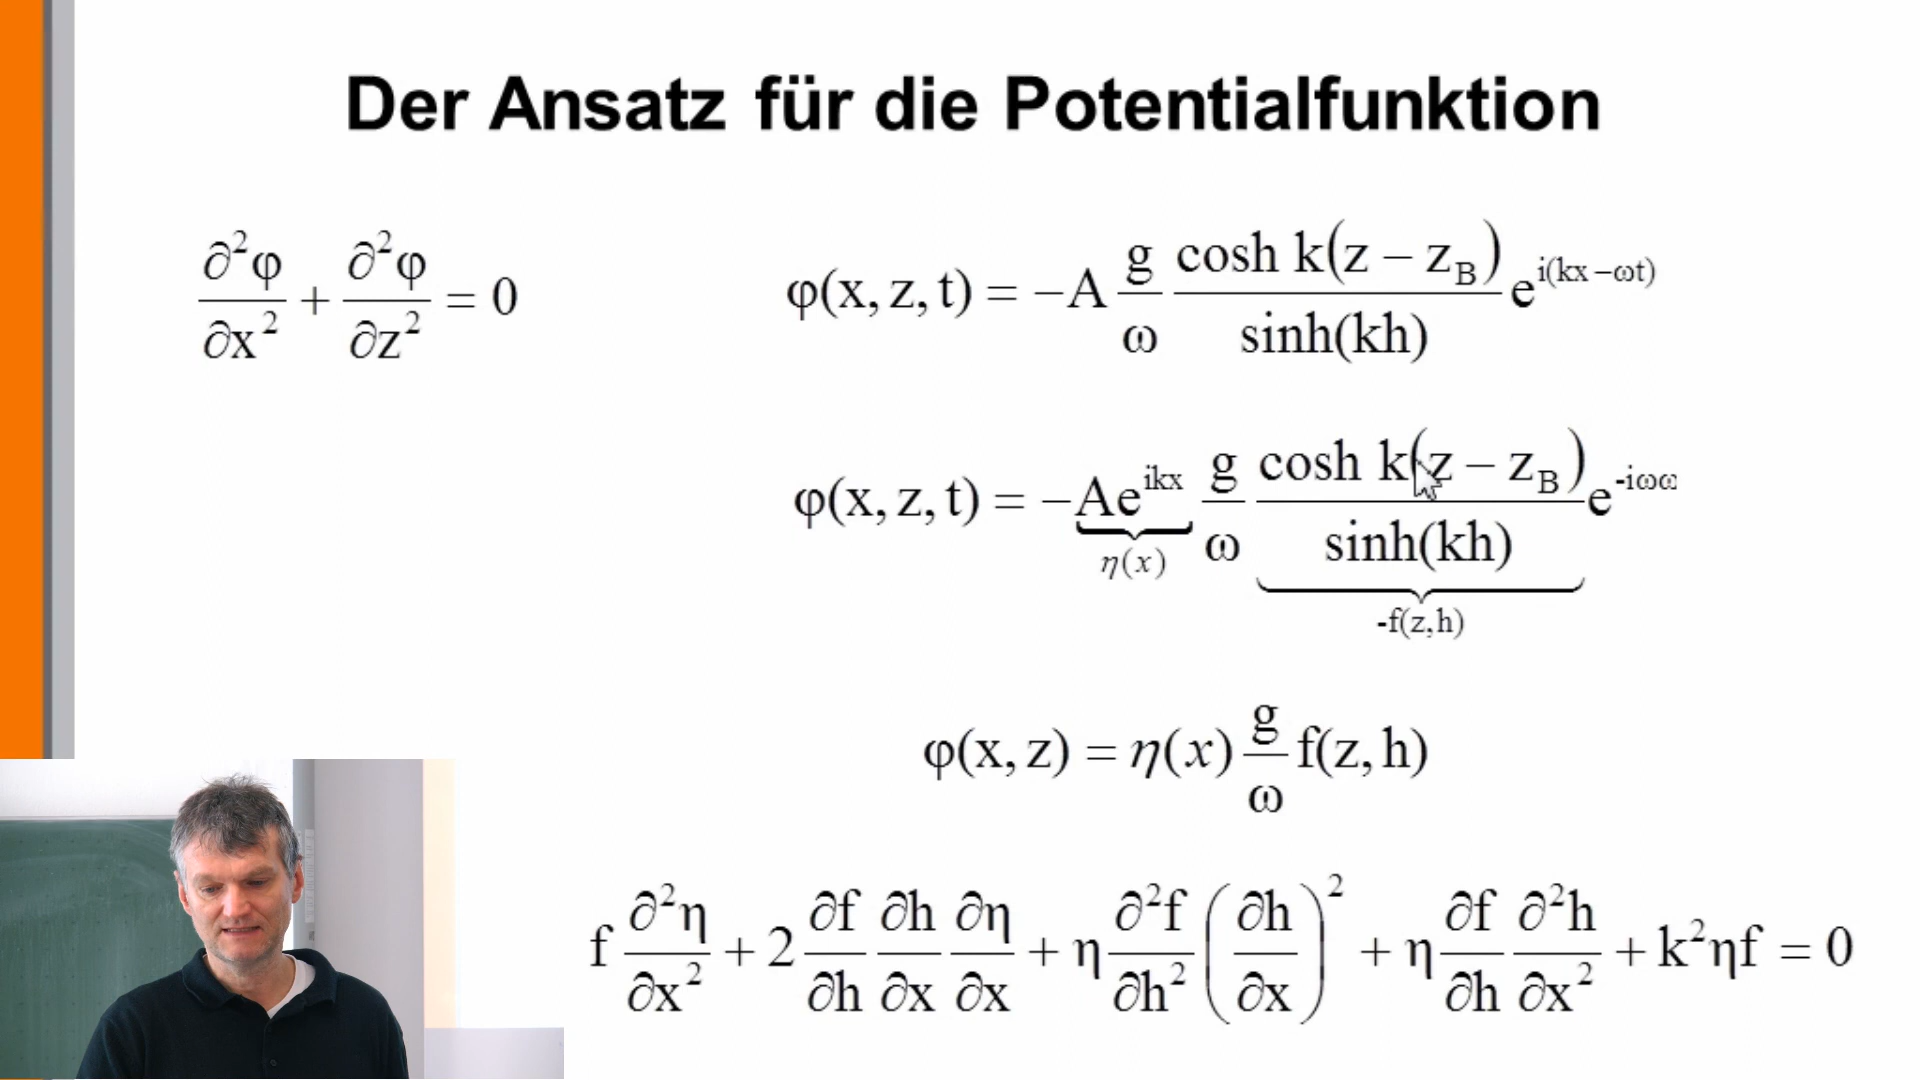 Der Ansatz für die Potentialfunktion
∂²φ/∂x² + ∂²φ/∂z² = 0
φ(x, z, t) = −A g/ω cosh k(z − z_B)/sinh(kh) e^{i(kx−ωt)}
φ(x, z, t) = −Ae^{ikx} g/ω cosh k(z − z_B)/sinh(kh) e^{-iωω}
η(x)
-f(z,h)
φ(x, z) = η(x) g/ω f(z, h)
f ∂²η/∂x² + 2 ∂f/∂h ∂h/∂x ∂η/∂x + η ∂²f/∂h² (∂h/∂x)² + η ∂f/∂h ∂²h/∂x² + k²ηf = 0